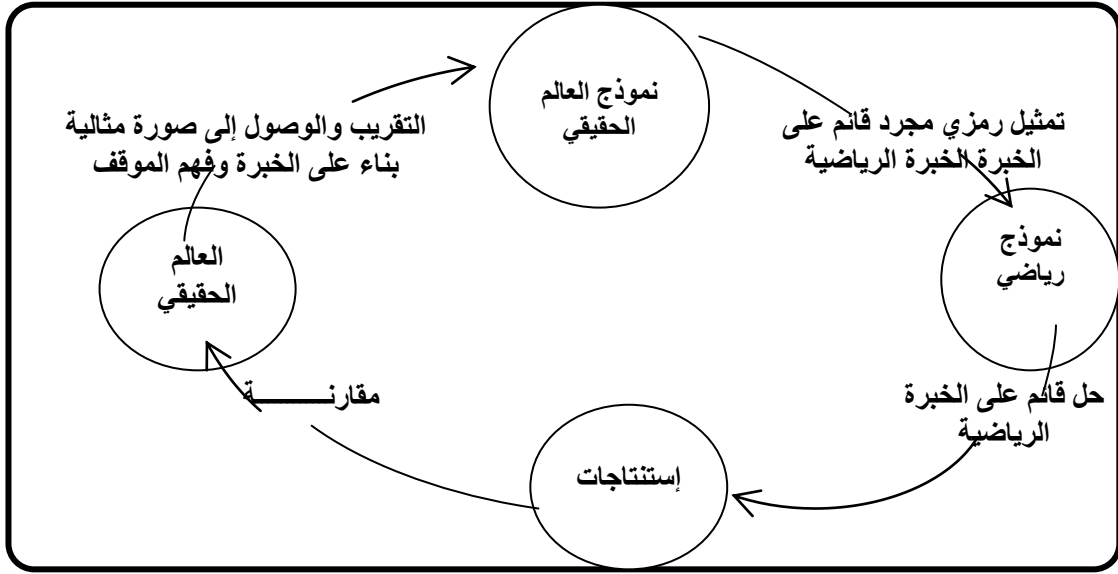 نموذج العالم
الحقيقي
تمثيل رمزي مجرد قائم على
الخبرة الخبرة الرياضية
التقريب والوصول إلى صورة مثالية
بناء على الخبرة وفهم الموقف
نموذج
رياضي
العالم
الحقيقي
حل قائم على الخبرة
الرياضية
مقارنـــــــــــة
إستنتاجات